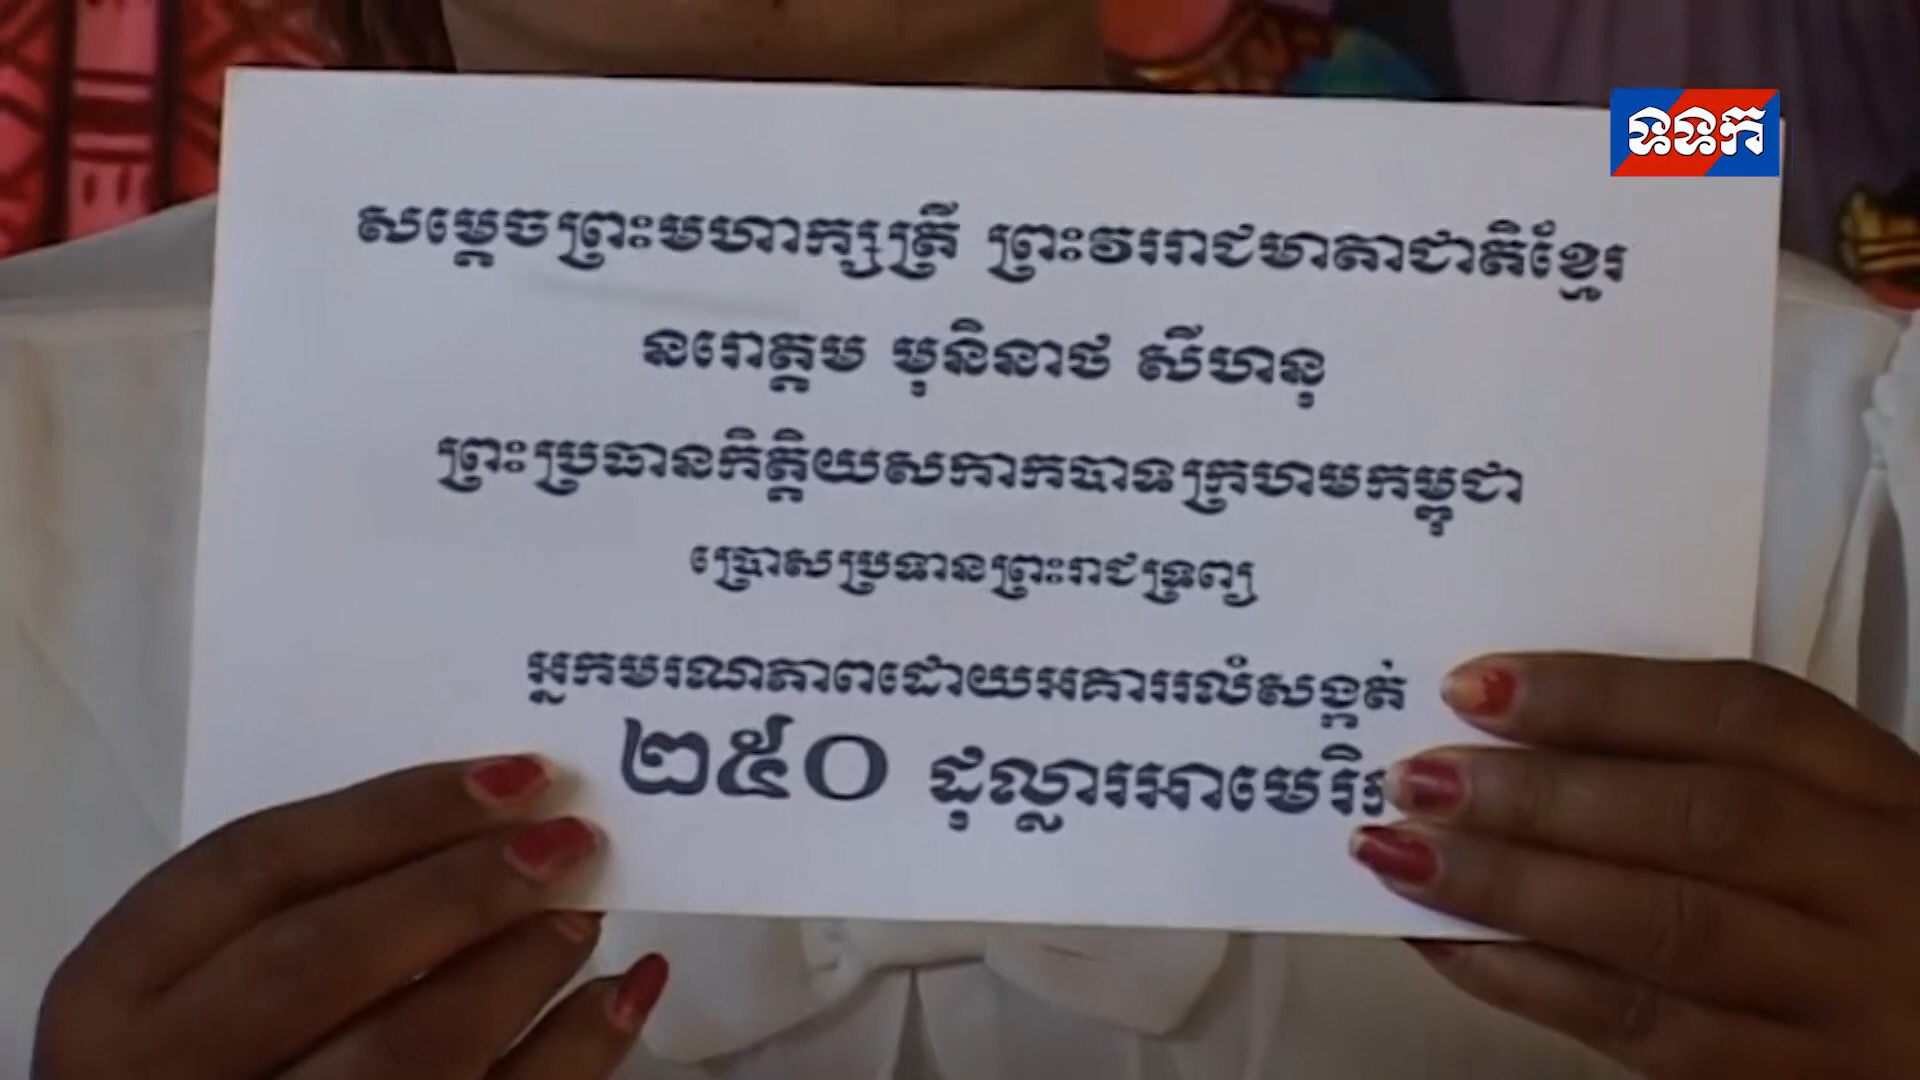 ទទក
សម្តេចព្រះមហាក្សត្រី ព្រះវររាជមាតាជាតិខ្មែរ
នរោត្តម មុនិនាថ សីហនុ
ព្រះប្រធានកិត្តិយសកាកបាទក្រហមកម្ពុជា
ប្រោសប្រទានព្រះរាជទ្រព្យ
អ្នកមរណភាពដោយអគាររលំសង្កត់
២៥០ ដុល្លារអាមេរិ